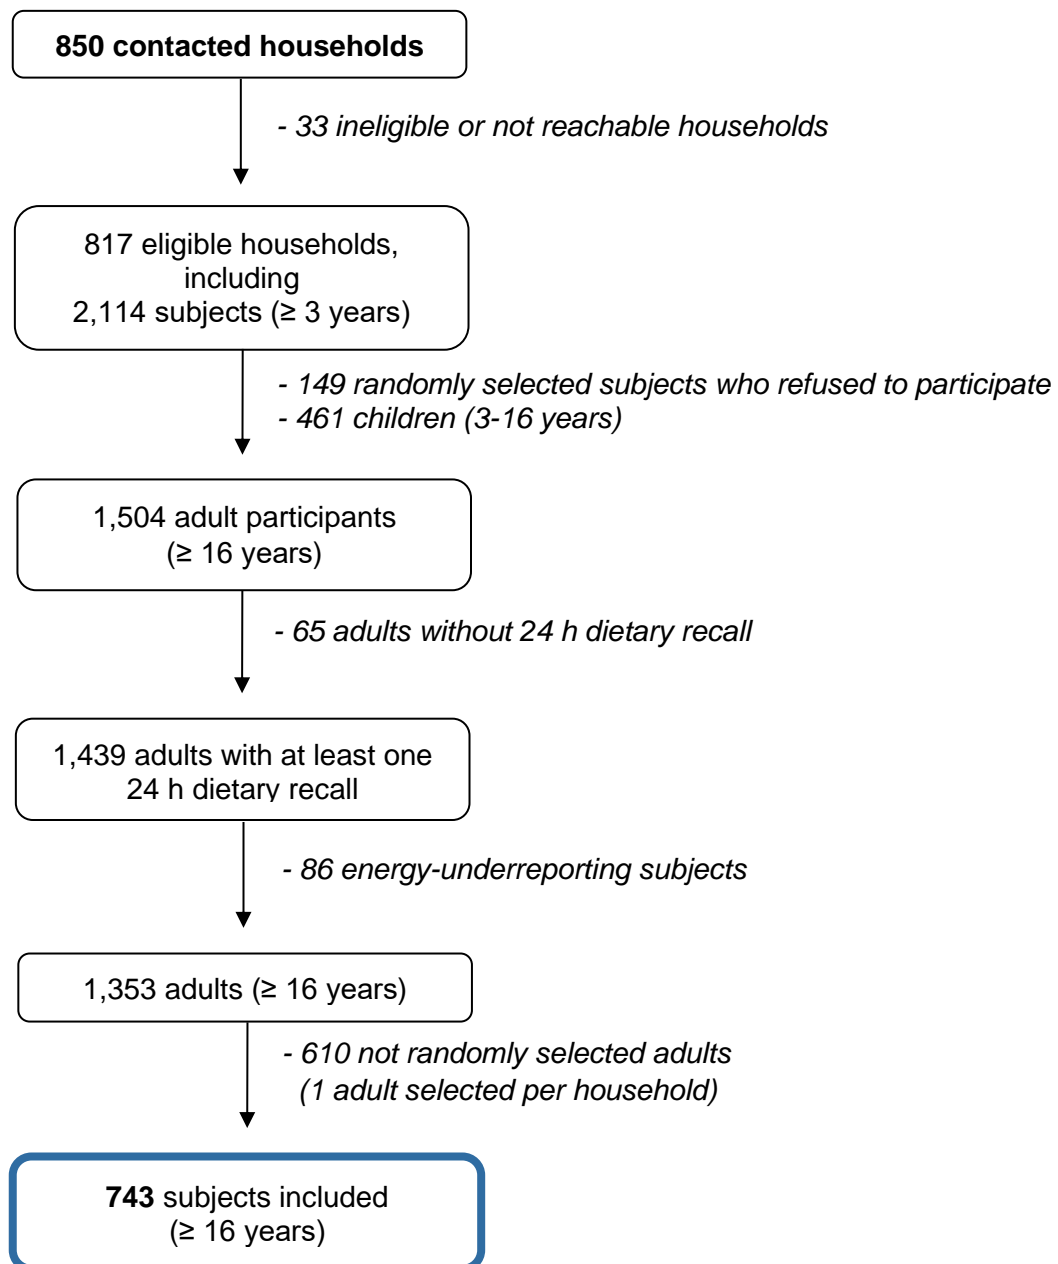 850 contacted households
- 33 ineligible or not reachable households
817 eligible households,
including
2,114 subjects (≥ 3 years)
- 149 randomly selected subjects who refused to participate
- 461 children (3-16 years)
1,504 adult participants
(≥ 16 years)
- 65 adults without 24 h dietary recall
1,439 adults with at least one
24 h dietary recall
- 86 energy-underreporting subjects
1,353 adults (≥ 16 years)
- 610 not randomly selected adults
(1 adult selected per household)
743 subjects included
(≥ 16 years)